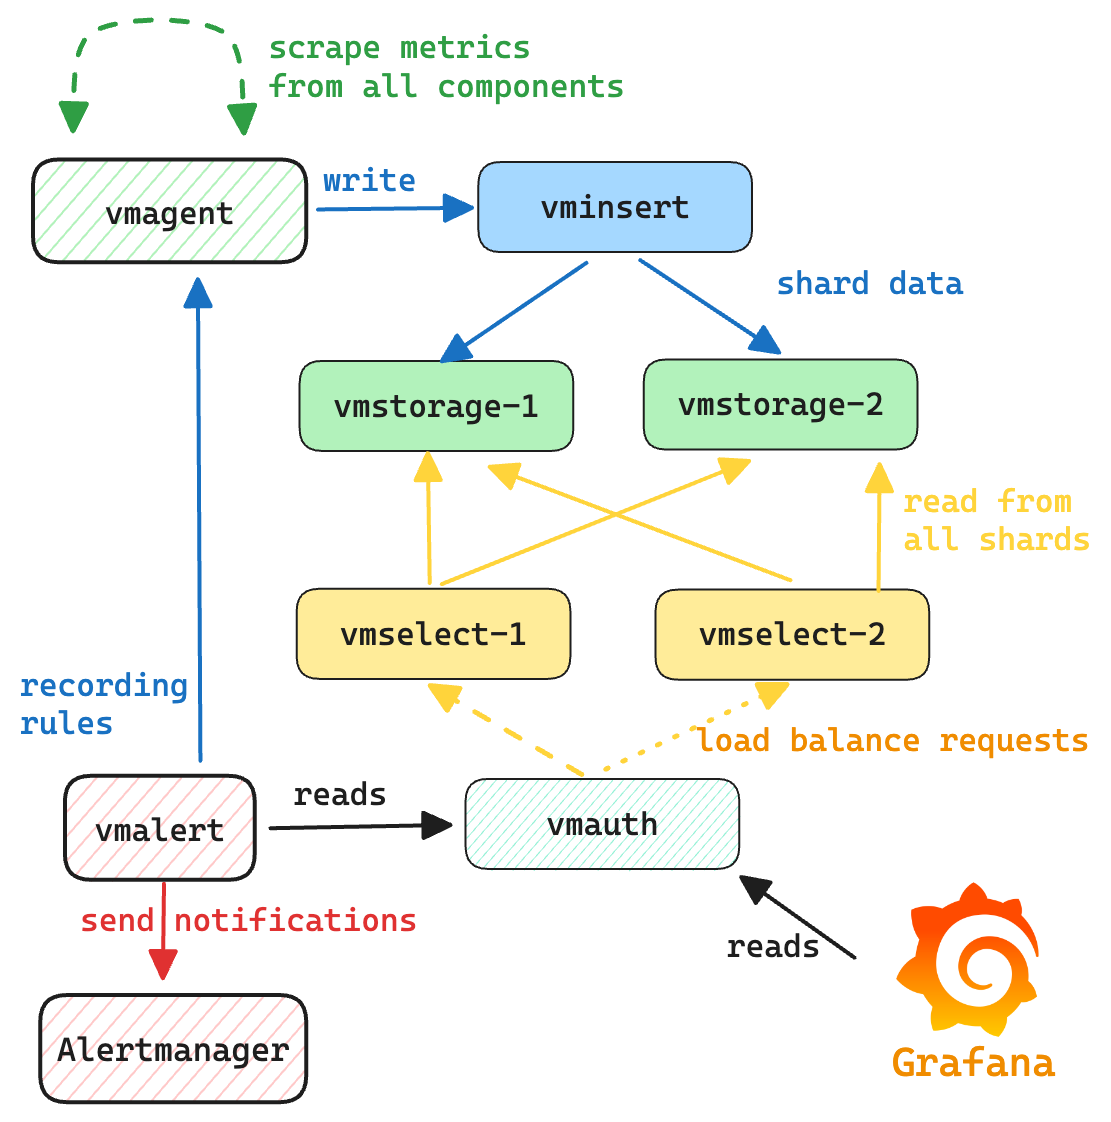 scrape metrics
from all components
write
vmagent
vminsert
shard data
vmstorage-1
vmstorage-2
read from
all shards
vmselect-1
vmselect-2
recording
rules
load balance requests
reads
vmalert
vmauth
send notifications
reads
Alertmanager
Grafana